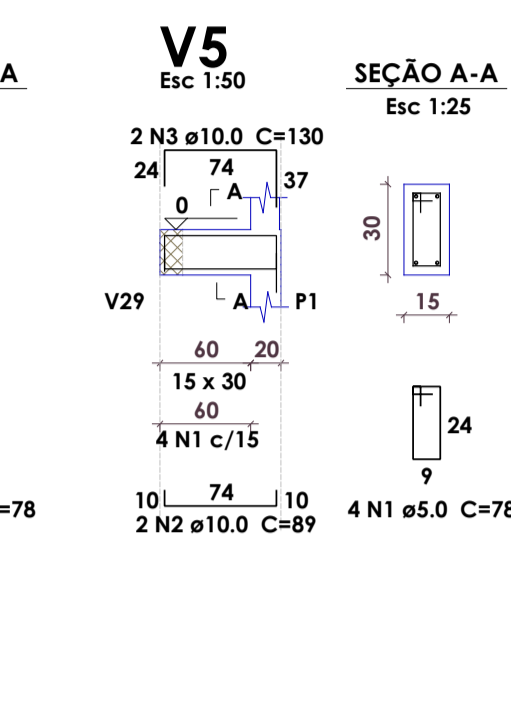 A
V5
Esc 1:50
SEÇÃO A-A
Esc 1:25
2 N3 ø10.0 C=130
24
74
37
A
0
30
V29
A
P1
15
60
20
15 x 30
60
4 N1 c/15
24
9
10
74
10
2 N2 ø10.0 C=89
=78
4 N1 ø5.0 C=78